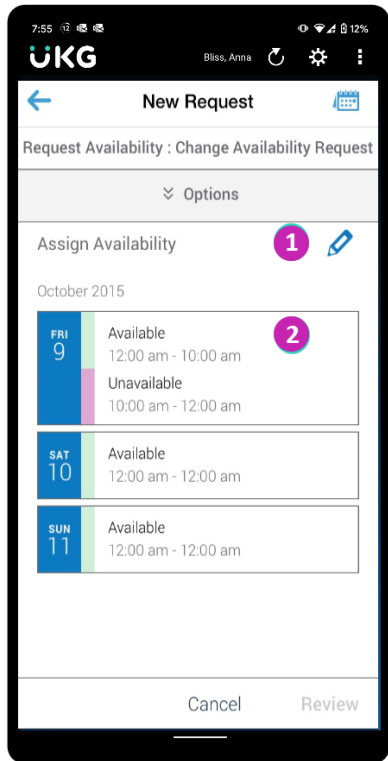 7:55 12 12%
UKG Bliss, Anna
New Request
Request Availability : Change Availability Request
Options
Assign Availability 1
October 2015
FRI
9
Available 2
12:00 am - 10:00 am
Unavailable
10:00 am - 12:00 am
SAT
10
Available
12:00 am - 12:00 am
SUN
11
Available
12:00 am - 12:00 am
Cancel Review